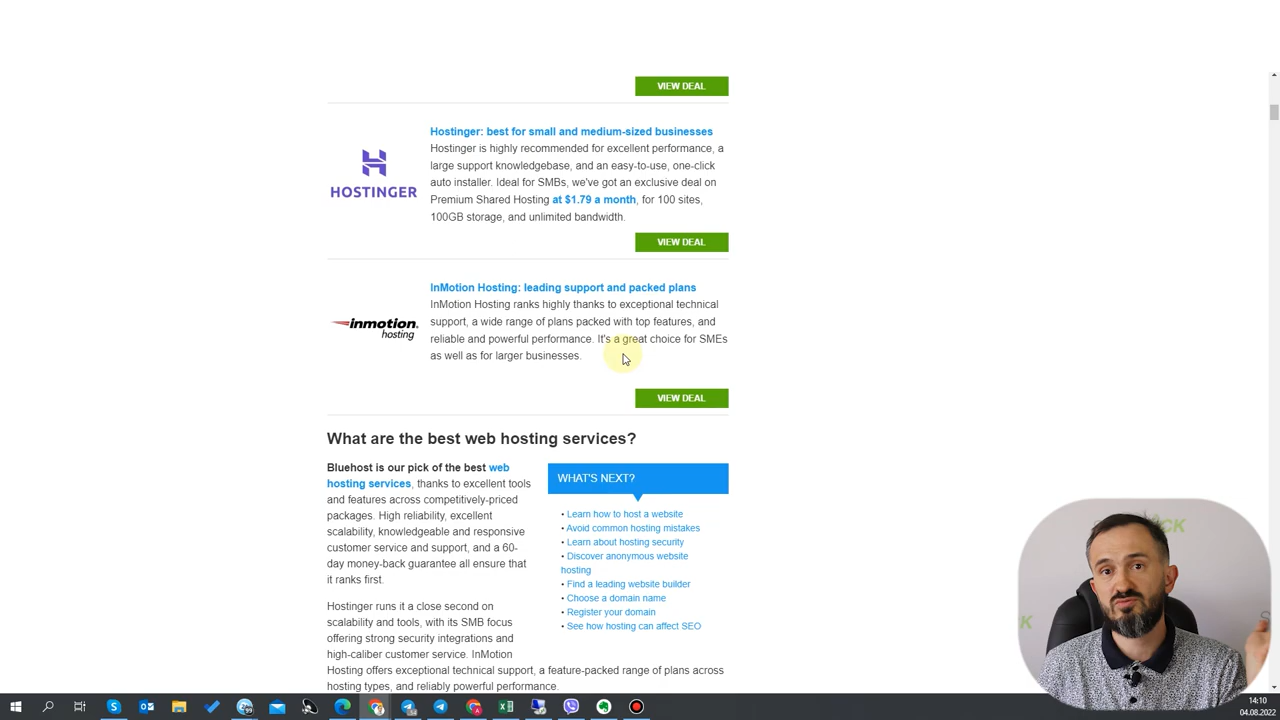 VIEW DEAL
Hostinger: best for small and medium-sized businesses
Hostinger is highly recommended for excellent performance, a
large support knowledgebase, and an easy-to-use, one-click
auto installer. Ideal for SMBs, we've got an exclusive deal on
Premium Shared Hosting at $1.79 a month, for 100 sites,
100GB storage, and unlimited bandwidth.
HOSTINGER
VIEW DEAL
InMotion Hosting: leading support and packed plans
InMotion Hosting ranks highly thanks to exceptional technical
support, a wide range of plans packed with top features, and
reliable and powerful performance. It's a great choice for SMEs
as well as for larger businesses.
inmotion
hosting
VIEW DEAL
What are the best web hosting services?
Bluehost is our pick of the best web
hosting services, thanks to excellent tools
and features across competitively-priced
packages. High reliability, excellent
scalability, knowledgeable and responsive
customer service and support, and a 60-
day money-back guarantee all ensure that
it ranks first.
Hostinger runs it a close second on
scalability and tools, with its SMB focus
offering strong security integrations and
high-caliber customer service. InMotion
Hosting offers exceptional technical support, a feature-packed range of plans across
hosting types, and reliably powerful performance.
WHAT'S NEXT?
• Learn how to host a website
• Avoid common hosting mistakes
• Learn about hosting security
• Discover anonymous website
hosting
• Find a leading website builder
• Choose a domain name
• Register your domain
• See how hosting can affect SEO
CK
K
S
99
14:10
04.08.2022